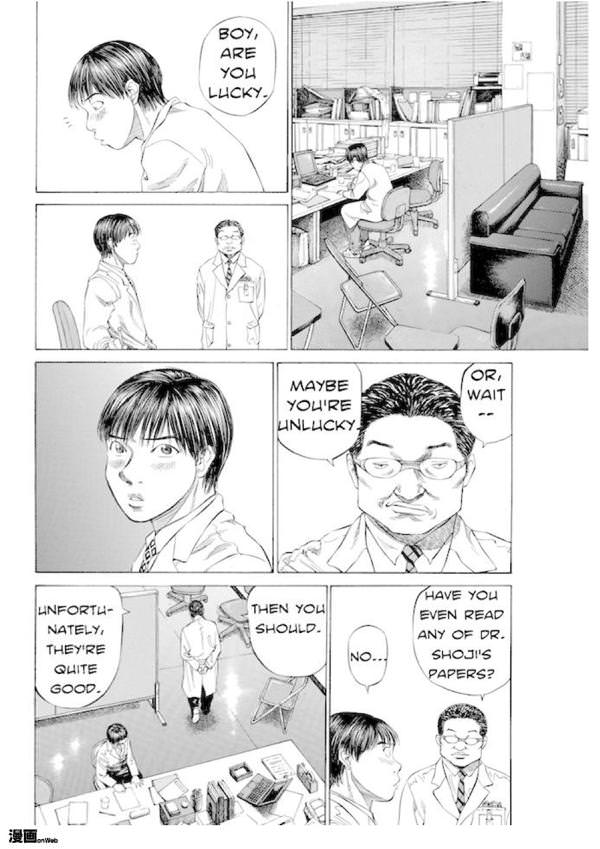 BOY,
ARE
YOU
LUCKY.
OR,
WAIT
--
MAYBE
YOU'RE
UNLUCKY.
HAVE YOU
EVEN READ
ANY OF DR.
SHOJI'S
PAPERS?
NO...
THEN YOU
SHOULD.
UNFORTU-
NATELY,
THEY'RE
QUITE
GOOD.
漫画onWeb